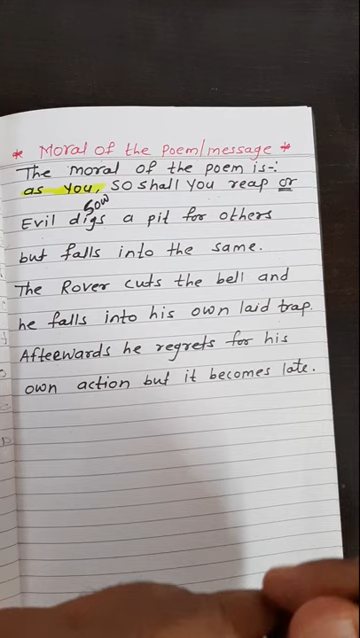 * Moral of the Poem/message *
The moral of the poem is-:
as you, so shall you reap or
sow
Evil digs a pit for others
but falls into the same.
The Rover cuts the bell and
he falls into his own laid trap.
Afterwards he regrets for his
own action but it becomes late.